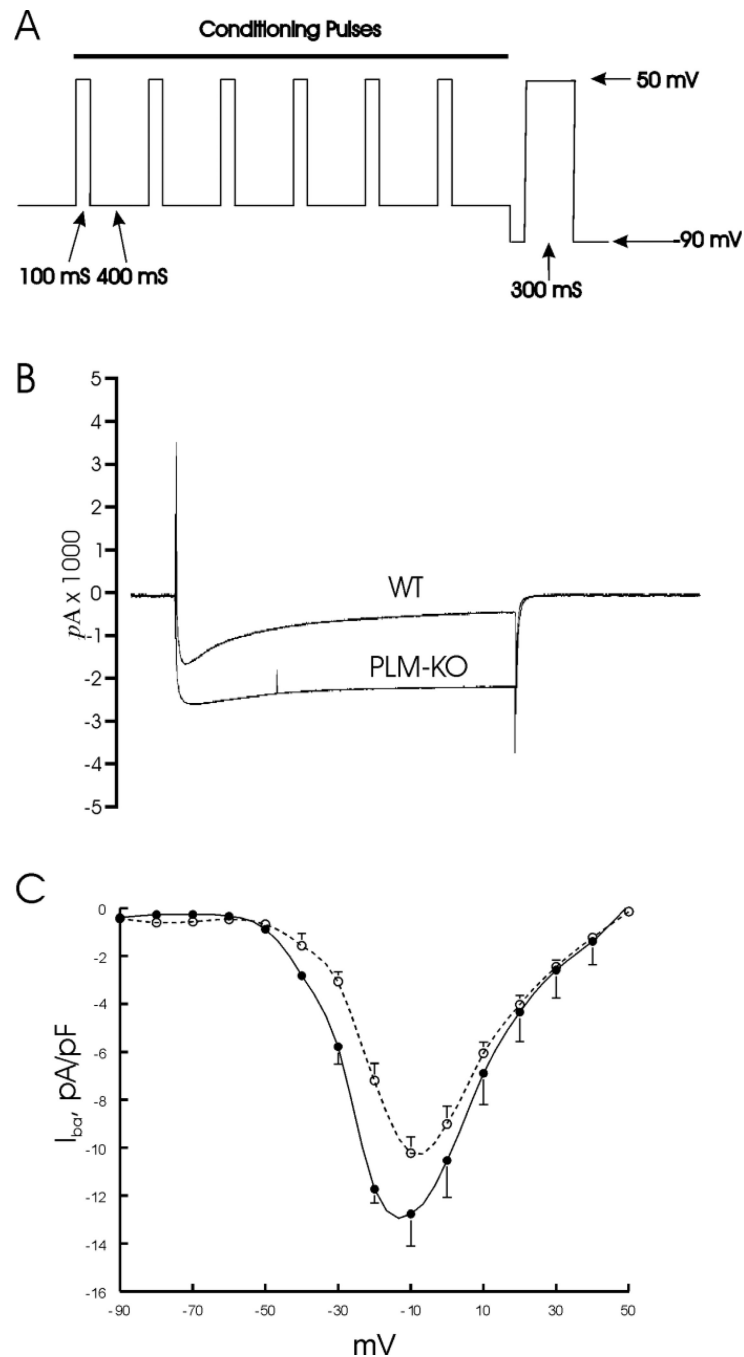 A
Conditioning Pulses
50 mV
-90 mV
100 mS 400 mS
300 mS
B
5
4
3
2
1
0
-1
-2
-3
-4
-5
pA x 1000
WT
PLM-KO
C
0
-2
-4
-6
-8
-10
-12
-14
-16
Iba, pA/pF
-90 -70 -50 -30 -10 10 30 50
mV